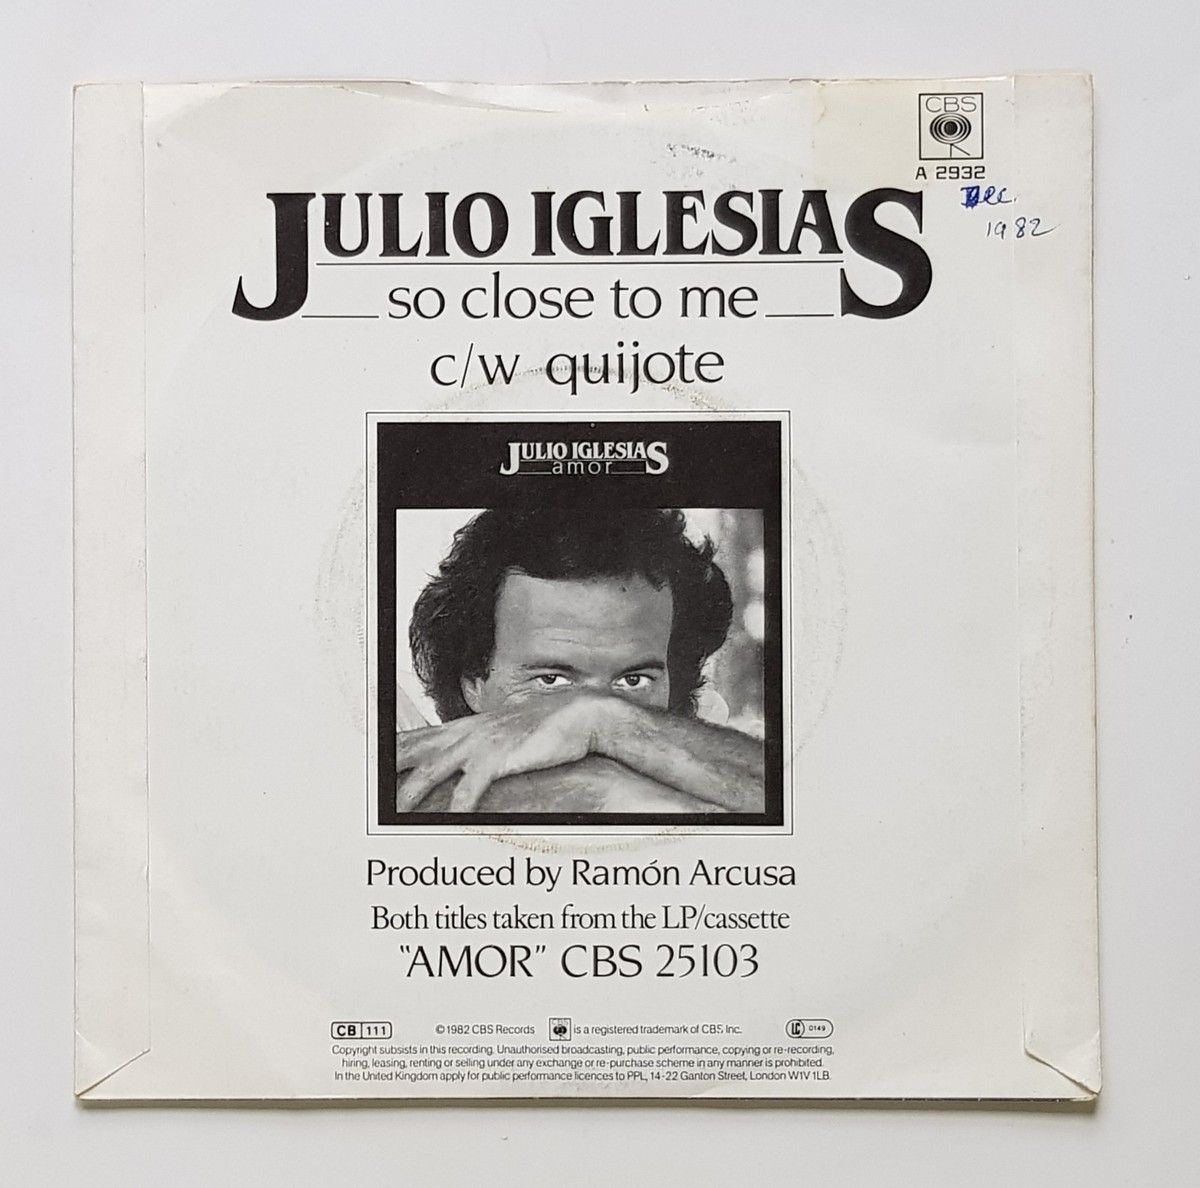 CBS
A 2932
Dec.
1982
JULIO IGLESIAS
so close to me
c/w quijote
JULIO IGLESIAS
amor
Produced by Ramón Arcusa
Both titles taken from the LP/cassette
"AMOR" CBS 25103
CB 111 © 1982 CBS Records CBS is a registered trademark of CBS Inc. LC 0149
Copyright subsists in this recording. Unauthorised broadcasting, public performance, copying or re-recording,
hiring, leasing, renting or selling under any exchange or re-purchase scheme in any manner is prohibited.
In the United Kingdom apply for public performance licences to PPL, 14-22 Ganton Street, London W1V 1LB.